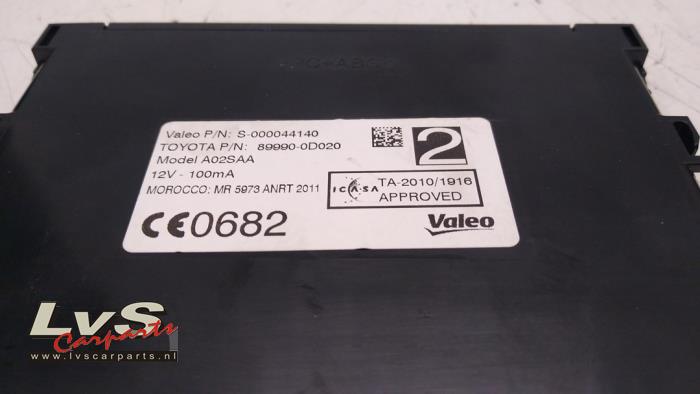 Valeo P/N: S-000044140
TOYOTA P/N: 89990-0D020
Model A02SAA
12V - 100mA
MOROCCO: MR 5973 ANRT 2011
CE0682
2
ICASA
TA-2010/1916
APPROVED
Valeo
LvS
Carparts
www.lvscarparts.nl